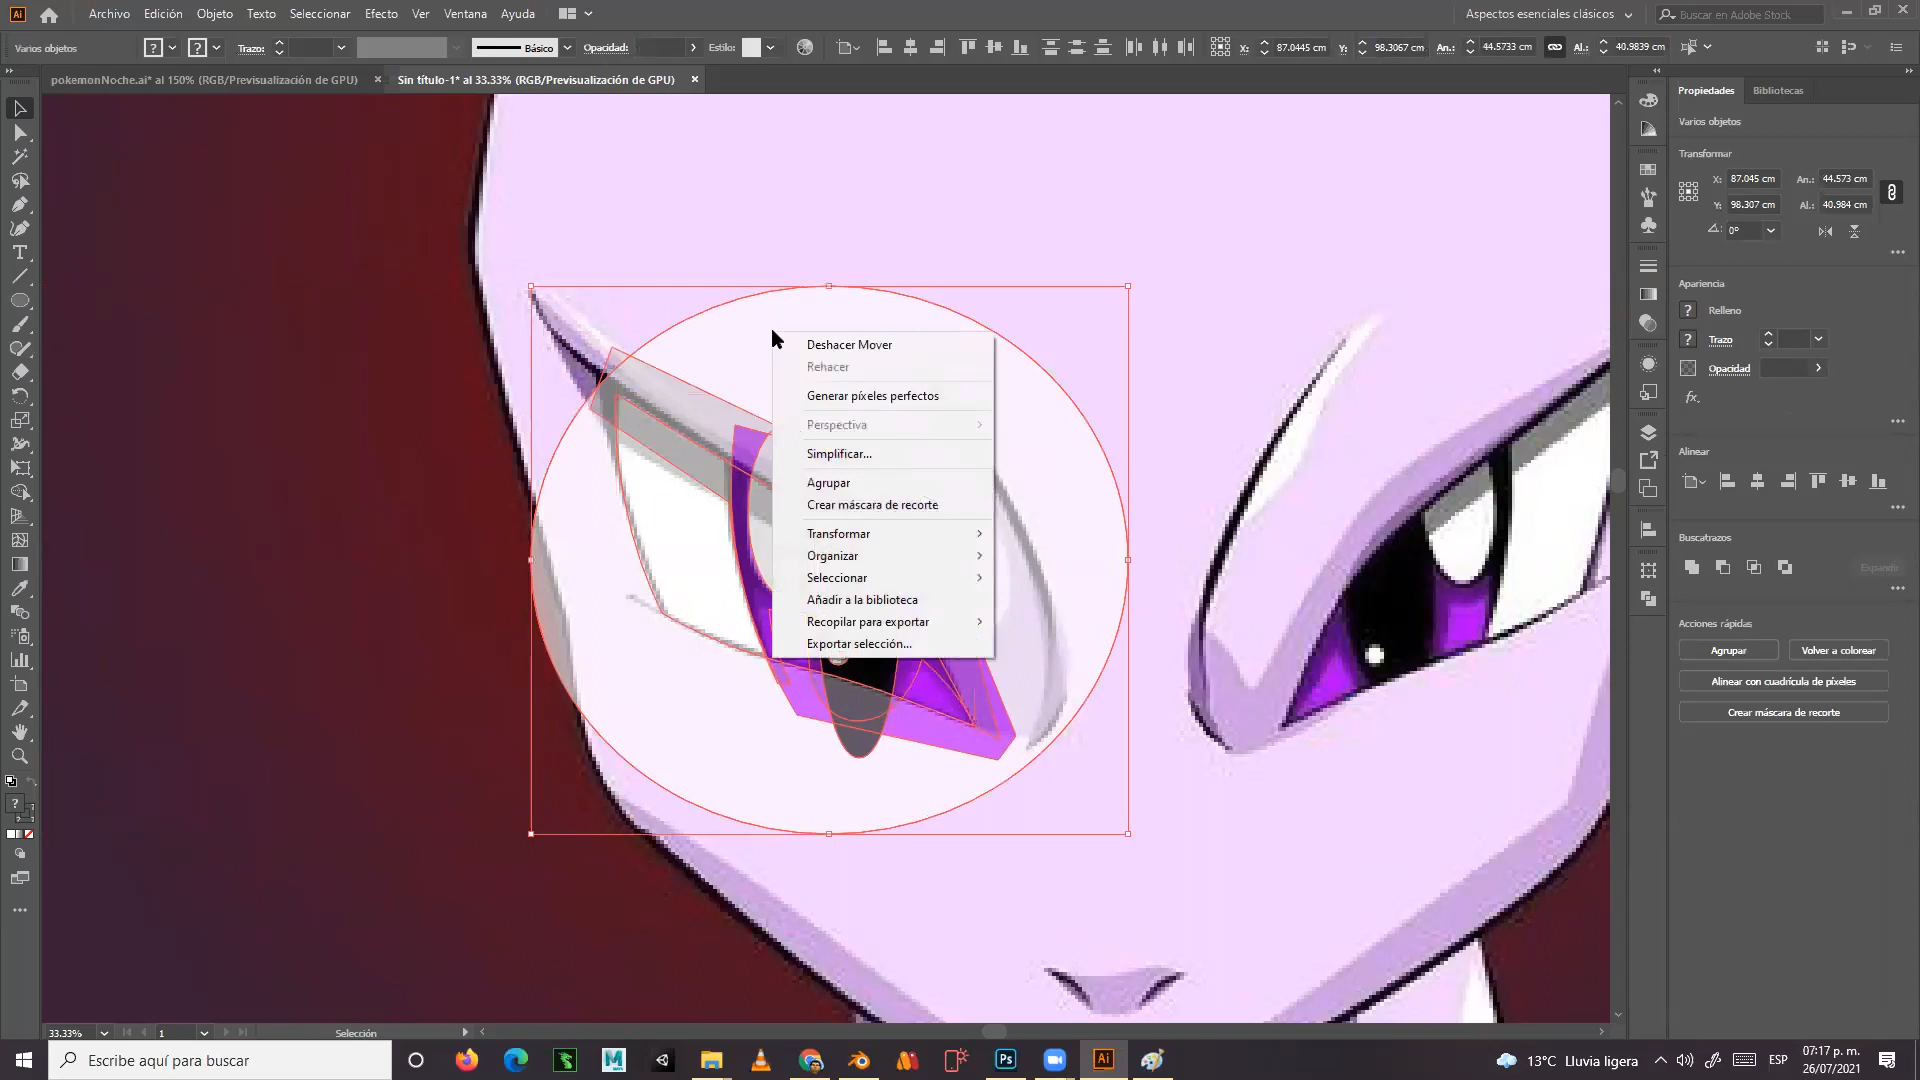 Ai Archivo Edición Objeto Texto Seleccionar Efecto Ver Ventana Ayuda Aspectos esenciales clásicos Buscar en Adobe Stock
Varios objetos ? ? Trazo: Básico Opacidad: Estilo: X: 87.0445 cm Y: 98.3067 cm An.: 44.5733 cm Al.: 40.9839 cm
pokemonNoche.ai* al 150% (RGB/Previsualización de GPU) × Sin título-1* al 33.33% (RGB/Previsualización de GPU) ×
Propiedades Bibliotecas
Varios objetos
Transformar
X: 87.045 cm An.: 44.573 cm
Y: 98.307 cm Al.: 40.984 cm
0°
Apariencia
? Relleno
? Trazo
Opacidad
fx.
Alinear
Buscatrazos
Expandir
Acciones rápidas
Agrupar Volver a colorear
Alinear con cuadrícula de píxeles
Crear máscara de recorte
Deshacer Mover
Rehacer
Generar píxeles perfectos
Perspectiva
Simplificar...
Agrupar
Crear máscara de recorte
Transformar
Organizar
Seleccionar
Añadir a la biblioteca
Recopilar para exportar
Exportar selección...
33.33% 1 Selección
Escribe aquí para buscar
Ps Ai
13°C Lluvia ligera ESP
07:17 p. m.
26/07/2021